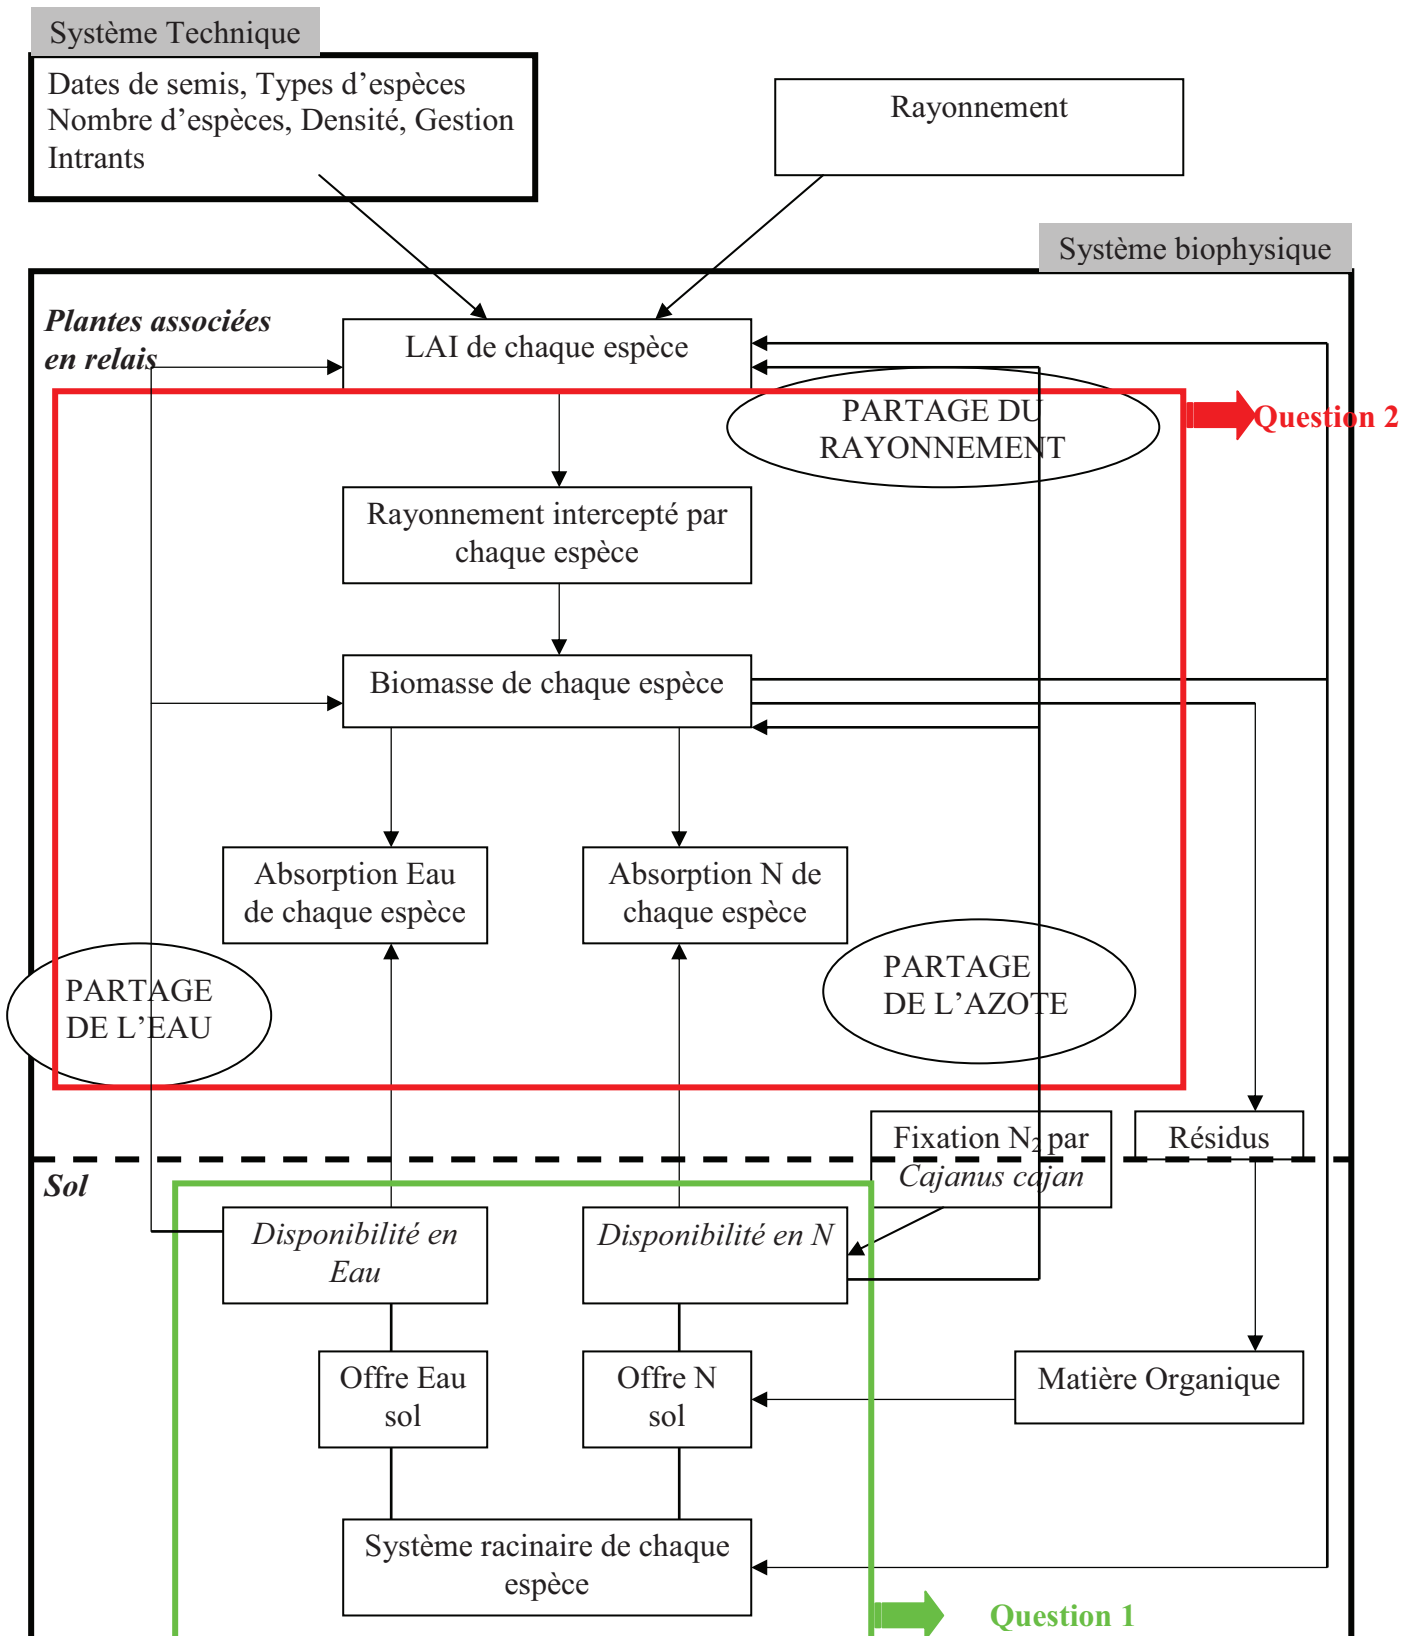 Système Technique
Dates de semis, Types d'espèces
Nombre d'espèces, Densité, Gestion
Intrants
Rayonnement
Système biophysique
Plantes associées
en relais
LAI de chaque espèce
PARTAGE DU
RAYONNEMENT
Question 2
Rayonnement intercepté par
chaque espèce
Biomasse de chaque espèce
Absorption Eau
de chaque espèce
Absorption N de
chaque espèce
PARTAGE
DE L'EAU
PARTAGE
DE L'AZOTE
Fixation N₂ par
Cajanus cajan
Résidus
Sol
Disponibilité en
Eau
Disponibilité en N
Offre Eau
sol
Offre N
sol
Matière Organique
Système racinaire de chaque
espèce
Question 1